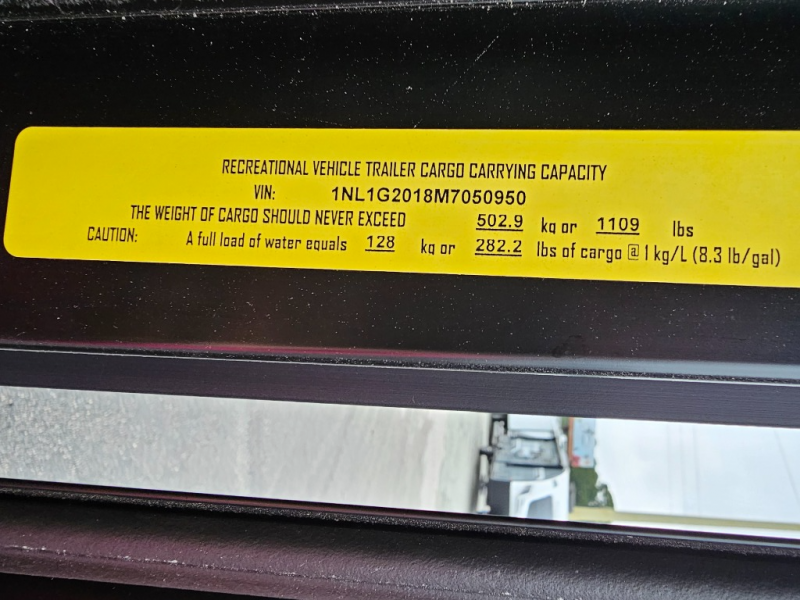 RECREATIONAL VEHICLE TRAILER CARGO CARRYING CAPACITY
VIN: 1NL1G2018M7050950
THE WEIGHT OF CARGO SHOULD NEVER EXCEED 502.9 kg or 1109 lbs
CAUTION: A full load of water equals 128 kg or 282.2 lbs of cargo @ 1 kg/L (8.3 lb/gal)